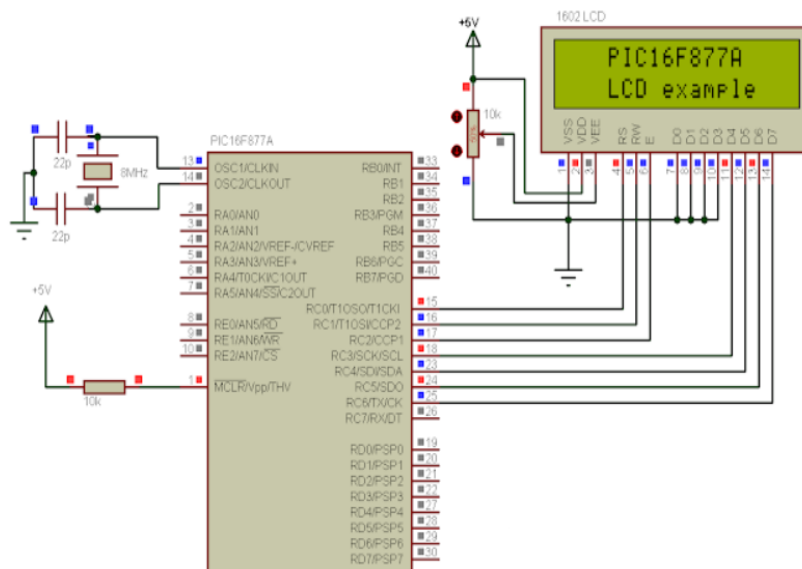 1602 LCD
+5V
PIC16F877A
LCD example
10k
50%
VSS
VDD
VEE
RS
RW
E
D0
D1
D2
D3
D4
D5
D6
D7
1
2
3
4
5
6
7
8
9
10
11
12
13
14
22p
8MHz
22p
PIC16F877A
13 OSC1/CLKIN
14 OSC2/CLKOUT
2 RA0/AN0
3 RA1/AN1
4 RA2/AN2/VREF-/CVREF
5 RA3/AN3/VREF+
6 RA4/T0CKI/C1OUT
7 RA5/AN4/SS/C2OUT
8 RE0/AN5/RD
9 RE1/AN6/WR
10 RE2/AN7/CS
1 MCLR/Vpp/THV
+5V
10k
RB0/INT 33
RB1 34
RB2 35
RB3/PGM 36
RB4 37
RB5 38
RB6/PGC 39
RB7/PGD 40
RC0/T1OSO/T1CKI 15
RC1/T1OSI/CCP2 16
RC2/CCP1 17
RC3/SCK/SCL 18
RC4/SDI/SDA 23
RC5/SDO 24
RC6/TX/CK 25
RC7/RX/DT 26
RD0/PSP0 19
RD1/PSP1 20
RD2/PSP2 21
RD3/PSP3 22
RD4/PSP4 27
RD5/PSP5 28
RD6/PSP6 29
RD7/PSP7 30